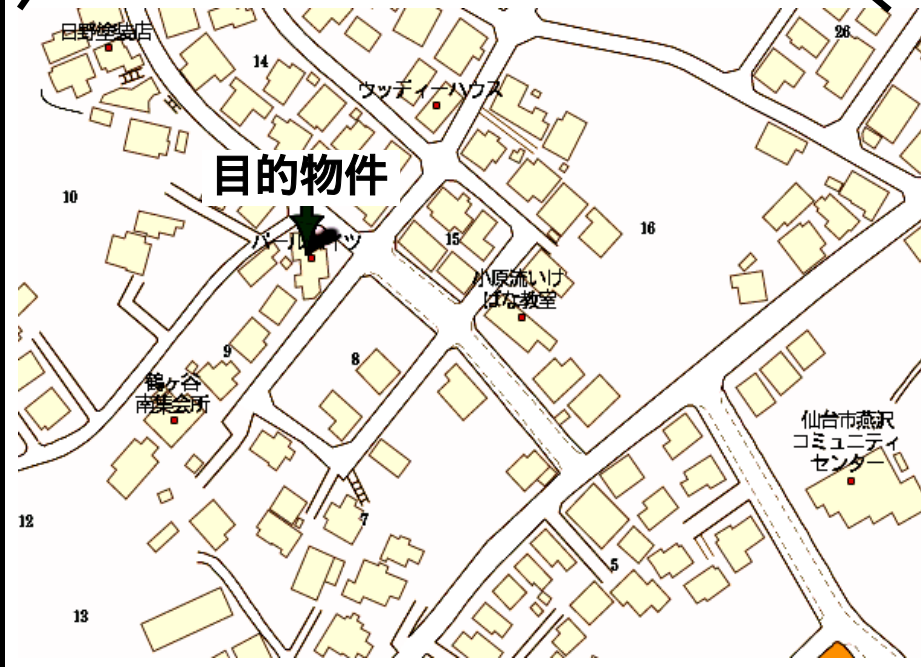 日野塗装店
26
14
ウッディーハウス
目的物件
10
15
16
小原流いけ
ばな教室
9
8
鶴ヶ谷
南集会所
仙台市燕沢
コミュニティ
センター
12
7
5
13